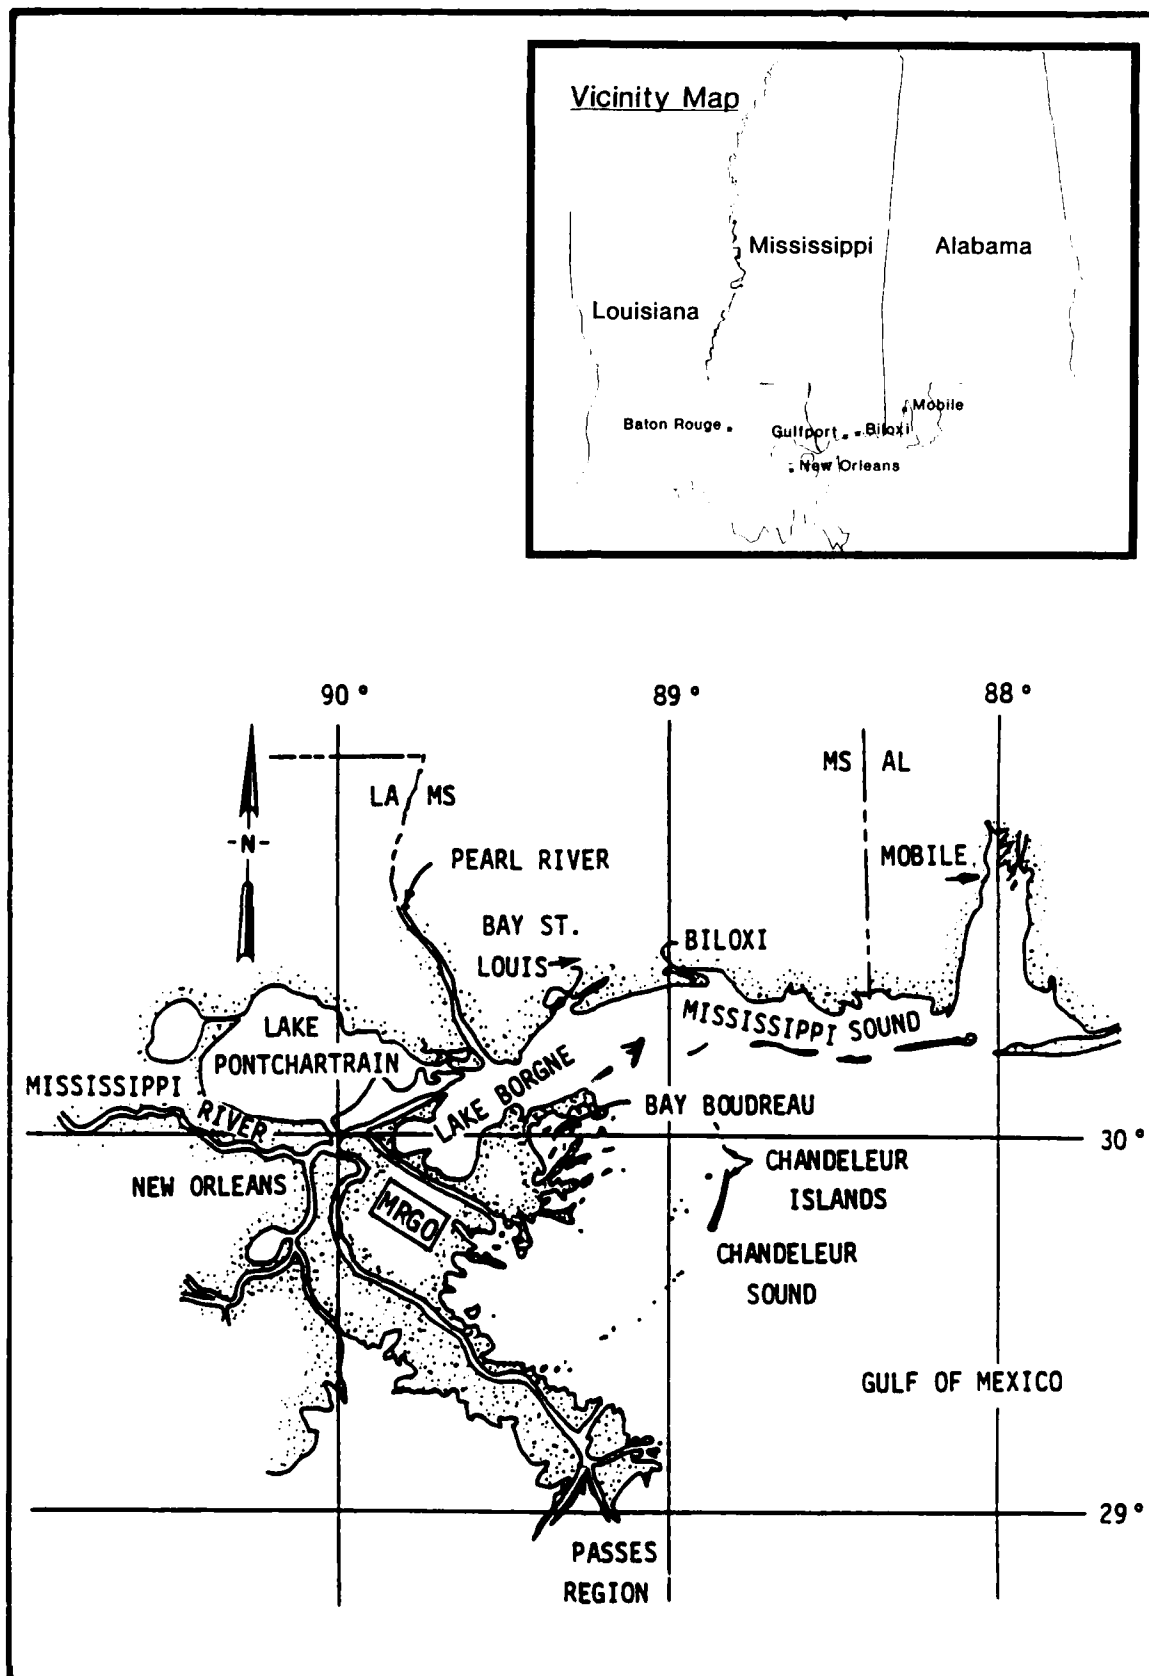 Vicinity Map
Mississippi
Alabama
Louisiana
Mobile
Baton Rouge
Gulfport
Biloxi
New Orleans
90°
89°
88°
LA
MS
MS
AL
-N-
PEARL RIVER
MOBILE
BAY ST.
LOUIS
BILOXI
MISSISSIPPI SOUND
LAKE
PONTCHARTRAIN
MISSISSIPPI
RIVER
LAKE BORGNE
BAY BOUDREAU
30°
NEW ORLEANS
MRGO
CHANDELEUR
ISLANDS
CHANDELEUR
SOUND
GULF OF MEXICO
29°
PASSES
REGION